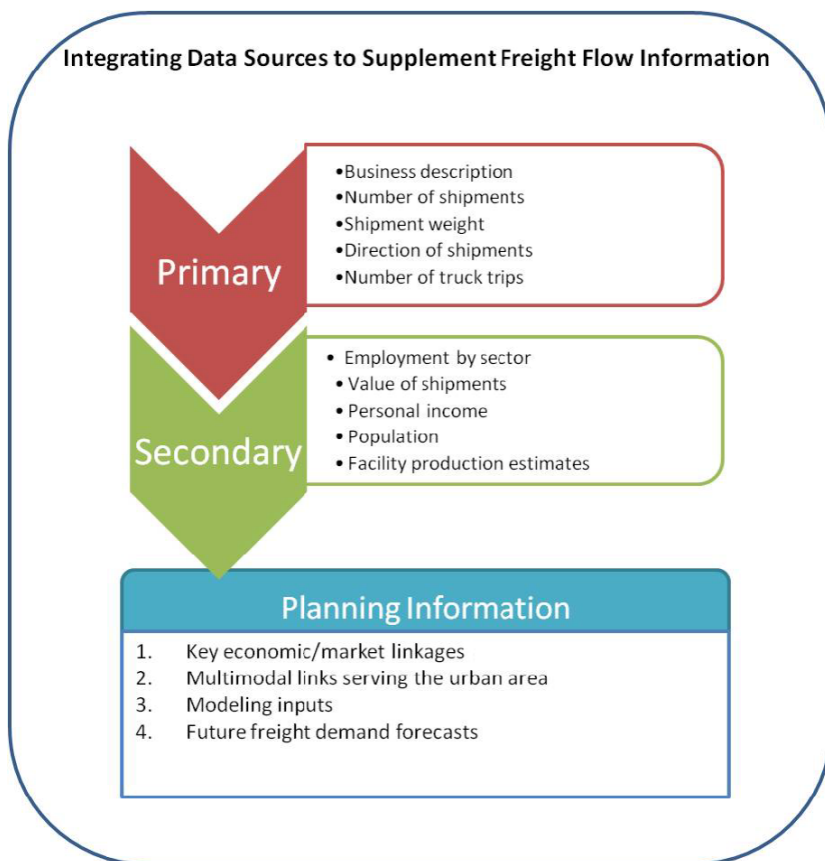 Integrating Data Sources to Supplement Freight Flow Information
Primary
•Business description
•Number of shipments
•Shipment weight
•Direction of shipments
•Number of truck trips
Secondary
• Employment by sector
• Value of shipments
• Personal income
• Population
• Facility production estimates
Planning Information
1. Key economic/market linkages
2. Multimodal links serving the urban area
3. Modeling inputs
4. Future freight demand forecasts